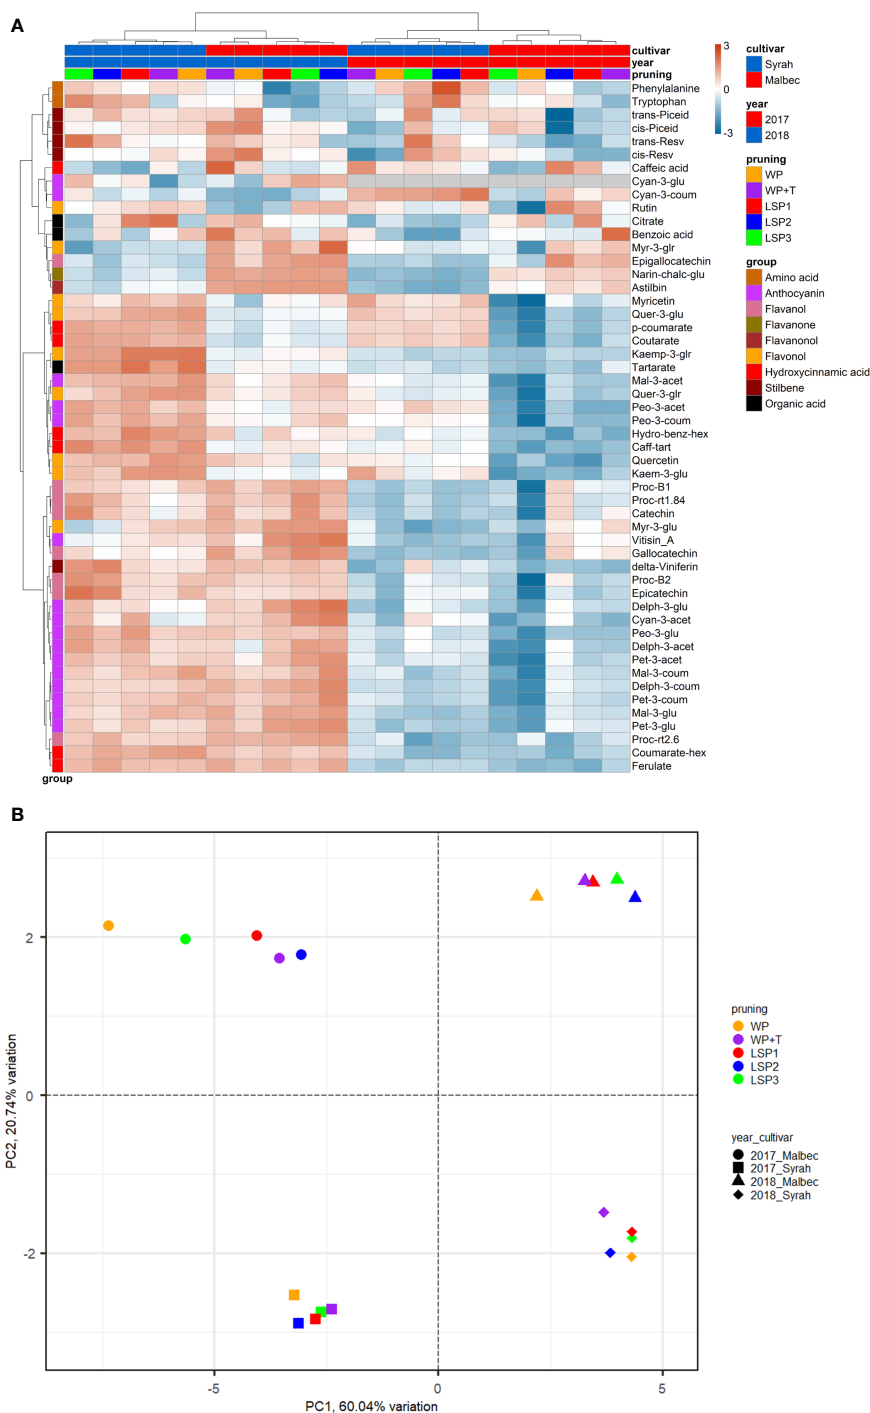 A
cultivar
year
pruning
Phenylalanine
Tryptophan
trans-Piceid
cis-Piceid
trans-Resv
cis-Resv
Caffeic acid
Cyan-3-glu
Cyan-3-coum
Rutin
Citrate
Benzoic acid
Myr-3-glr
Epigallocatechin
Narin-chalc-glu
Astilbin
Myricetin
Quer-3-glu
p-coumarate
Coutarate
Kaemp-3-glr
Tartarate
Mal-3-acet
Quer-3-glr
Peo-3-acet
Peo-3-coum
Hydro-benz-hex
Caff-tart
Quercetin
Kaem-3-glu
Proc-B1
Proc-rt1.84
Catechin
Myr-3-glu
Vitisin_A
Gallocatechin
delta-Viniferin
Proc-B2
Epicatechin
Delph-3-glu
Cyan-3-acet
Peo-3-glu
Delph-3-acet
Pet-3-acet
Mal-3-coum
Delph-3-coum
Pet-3-coum
Mal-3-glu
Pet-3-glu
Proc-rt2.6
Coumarate-hex
Ferulate
group
3
0
-3
cultivar
Syrah
Malbec
year
2017
2018
pruning
WP
WP+T
LSP1
LSP2
LSP3
group
Amino acid
Anthocyanin
Flavanol
Flavanone
Flavanonol
Flavonol
Hydroxycinnamic acid
Stilbene
Organic acid
B
PC2, 20.74% variation
2
0
-2
-5
0
5
PC1, 60.04% variation
pruning
WP
WP+T
LSP1
LSP2
LSP3
year_cultivar
2017_Malbec
2017_Syrah
2018_Malbec
2018_Syrah